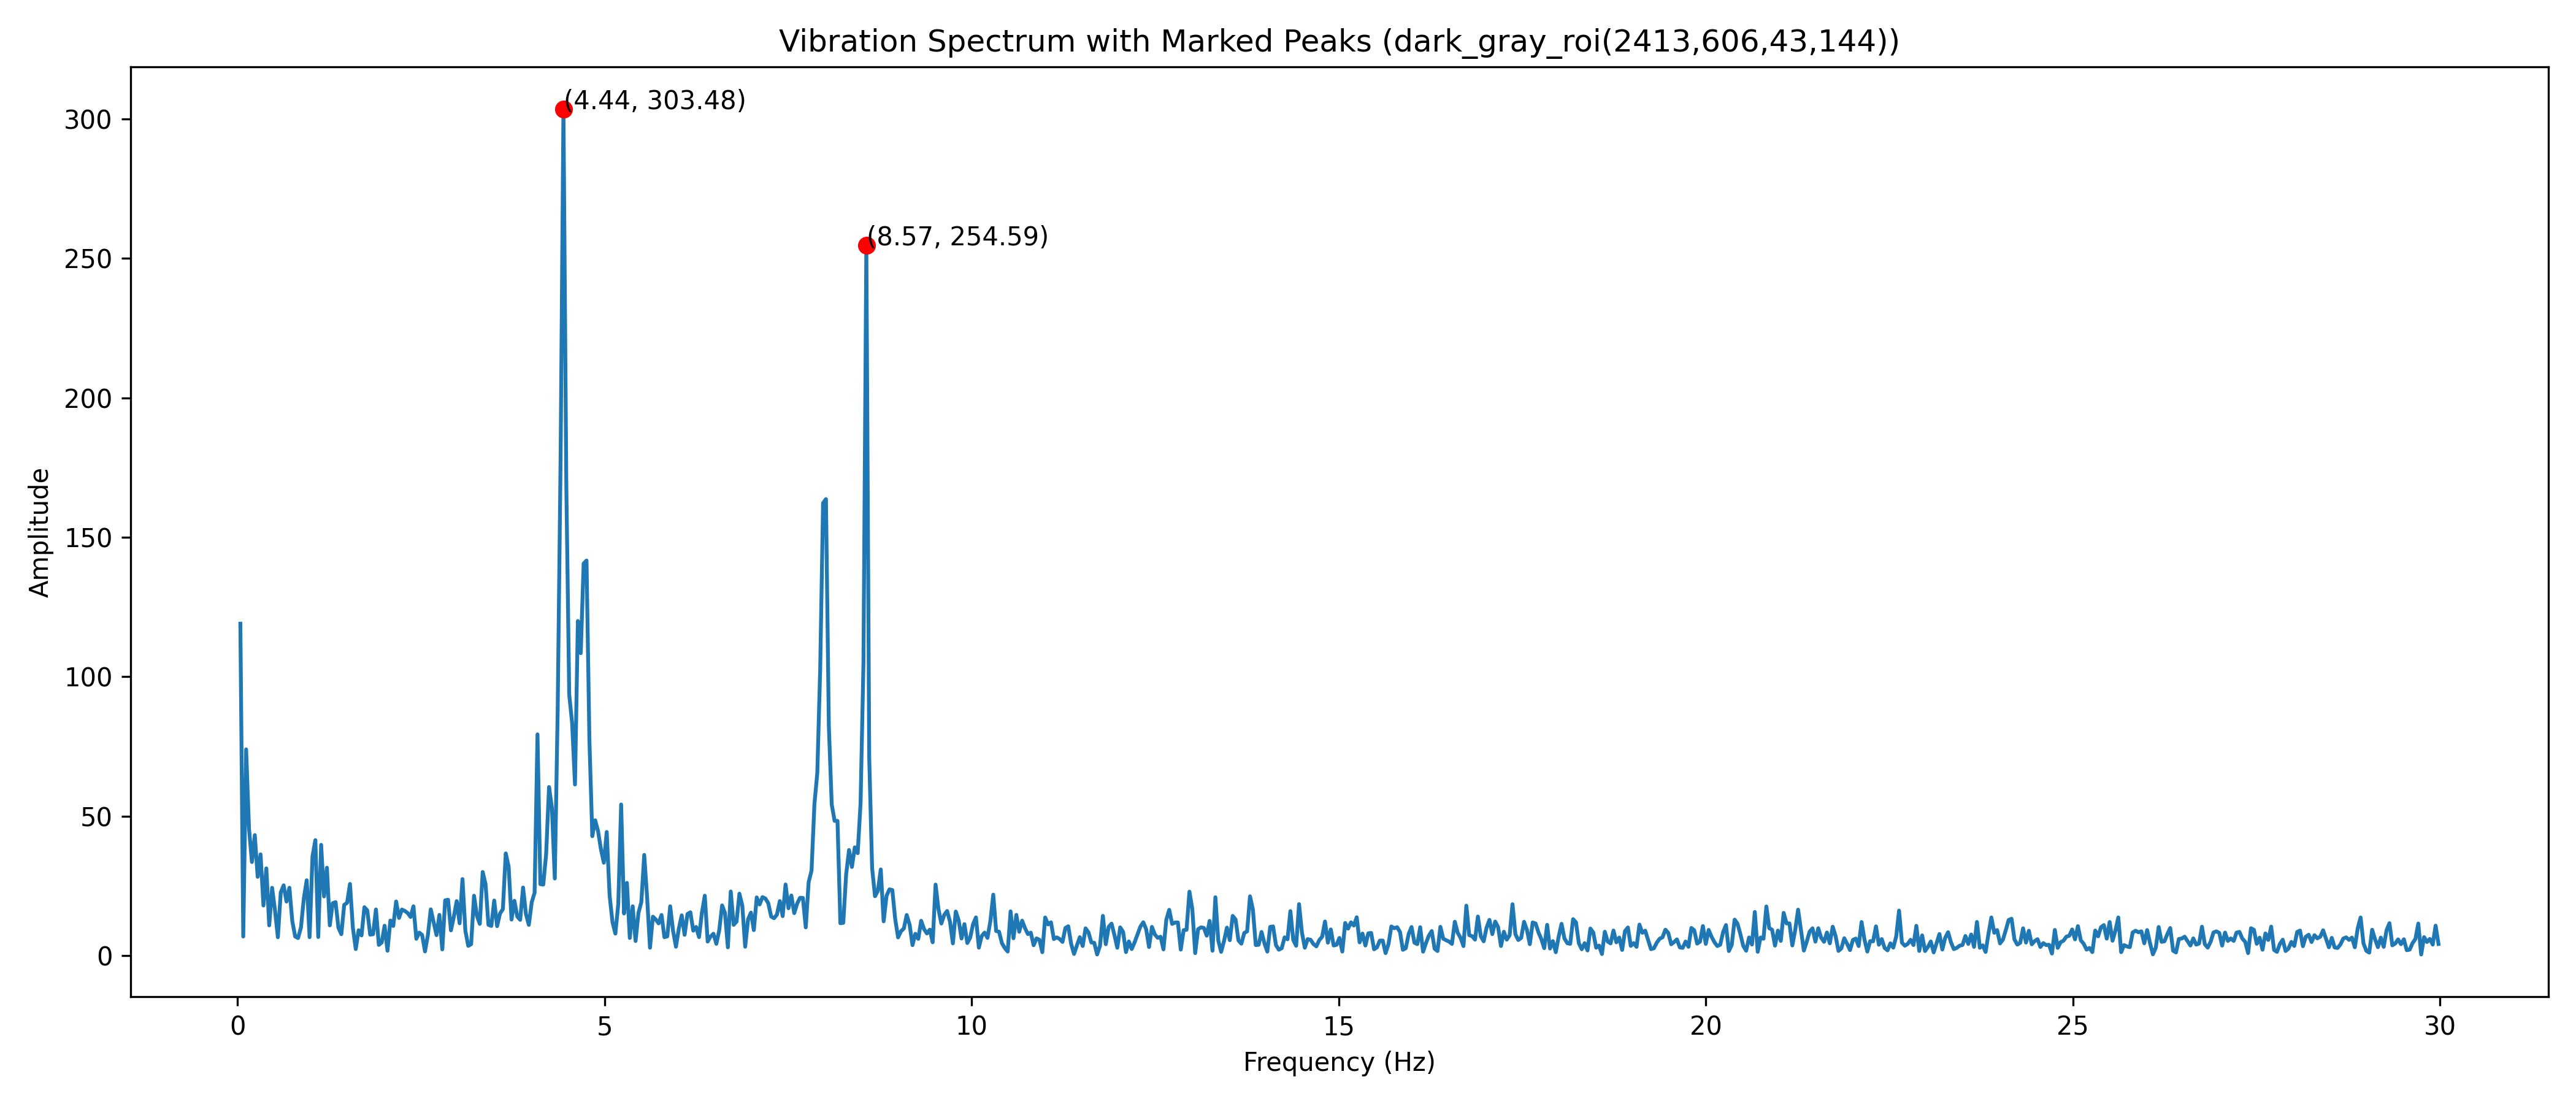 Vibration Spectrum with Marked Peaks (dark_gray_roi(2413,606,43,144))
(4.44, 303.48)
(8.57, 254.59)
300
250
200
150
100
50
0
Amplitude
0 5 10 15 20 25 30
Frequency (Hz)